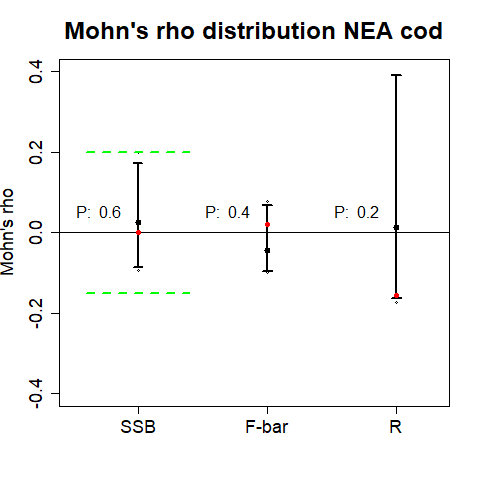 Mohn's rho distribution NEA cod
Mohn's rho
0.4
0.2
0.0
-0.2
-0.4
P: 0.6
P: 0.4
P: 0.2
SSB
F-bar
R